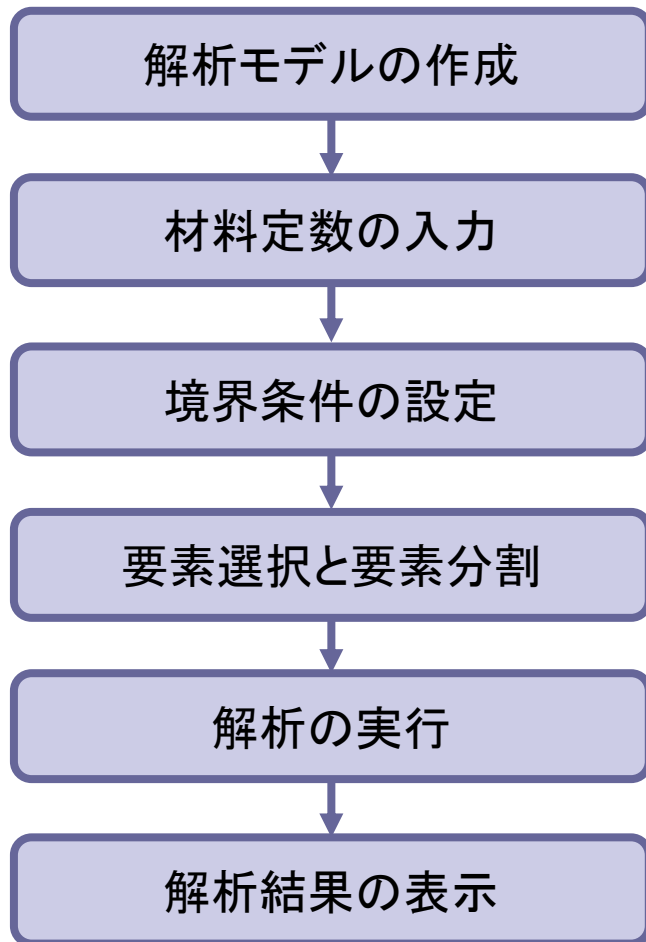 解析モデルの作成
材料定数の入力
境界条件の設定
要素選択と要素分割
解析の実行
解析結果の表示